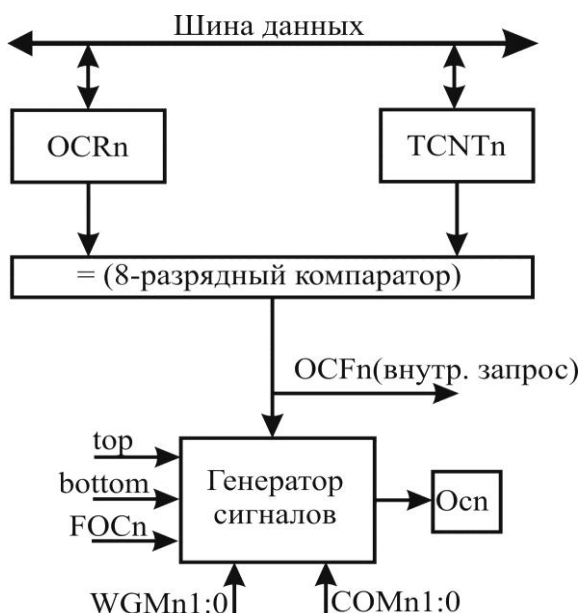 Шина данных
OCRn
TCNTn
= (8-разрядный компаратор)
OCFn(внутр. запрос)
top
bottom
FOCn
Генератор
сигналов
Ocn
WGMn1:0
COMn1:0